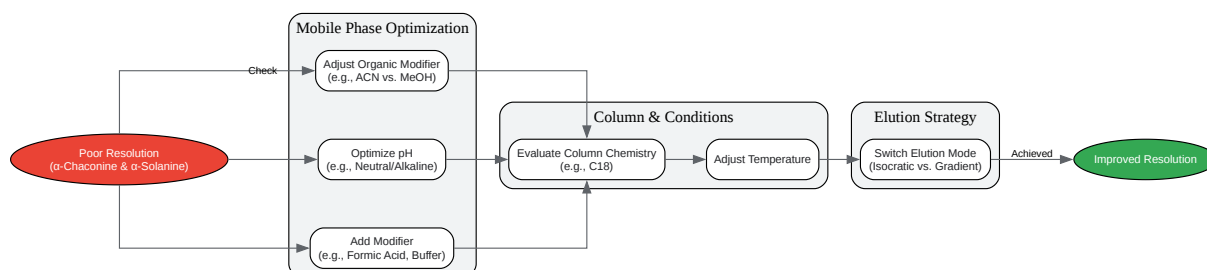 Mobile Phase Optimization
Check
Adjust Organic Modifier
(e.g., ACN vs. MeOH)
Poor Resolution
(α-Chaconine & α-Solanine)
Optimize pH
(e.g., Neutral/Alkaline)
Add Modifier
(e.g., Formic Acid, Buffer)
Column & Conditions
Evaluate Column Chemistry
(e.g., C18)
Adjust Temperature
Elution Strategy
Switch Elution Mode
(Isocratic vs. Gradient)
Achieved
Improved Resolution